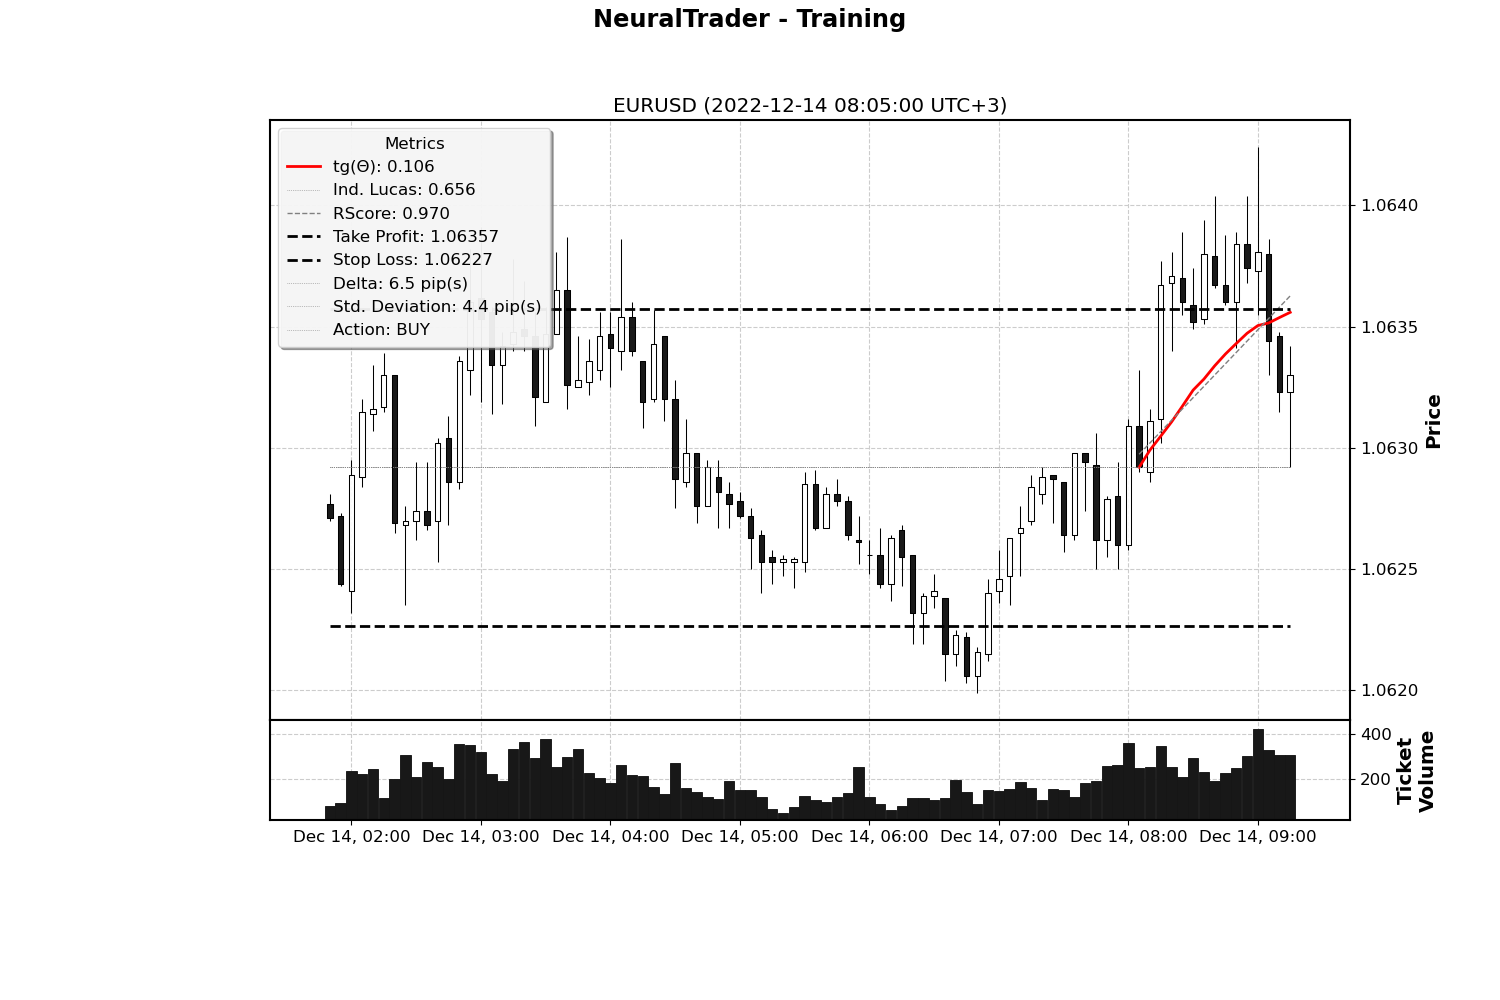 NeuralTrader - Training
EURUSD (2022-12-14 08:05:00 UTC+3)
Metrics
tg(Θ): 0.106
Ind. Lucas: 0.656
RScore: 0.970
Take Profit: 1.06357
Stop Loss: 1.06227
Delta: 6.5 pip(s)
Std. Deviation: 4.4 pip(s)
Action: BUY
1.0640
1.0635
1.0630
1.0625
1.0620
Price
400
200
Ticket
Volume
Dec 14, 02:00 Dec 14, 03:00 Dec 14, 04:00 Dec 14, 05:00 Dec 14, 06:00 Dec 14, 07:00 Dec 14, 08:00 Dec 14, 09:00